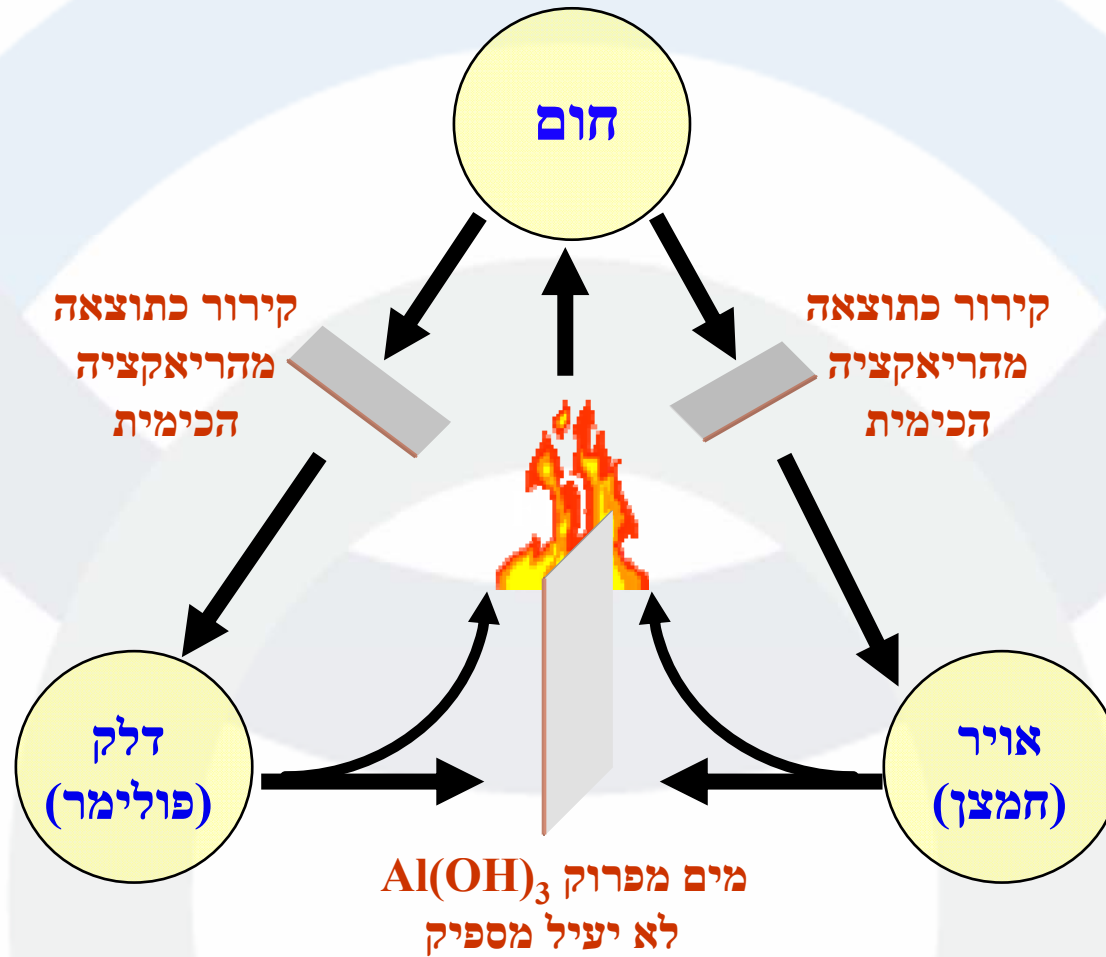 חום
קירור כתוצאה
מהריאקציה
הכימית
קירור כתוצאה
מהריאקציה
הכימית
אויר
(חמצן)
דלק
(פולימר)
מים מפרוק Al(OH)₃
לא יעיל מספיק